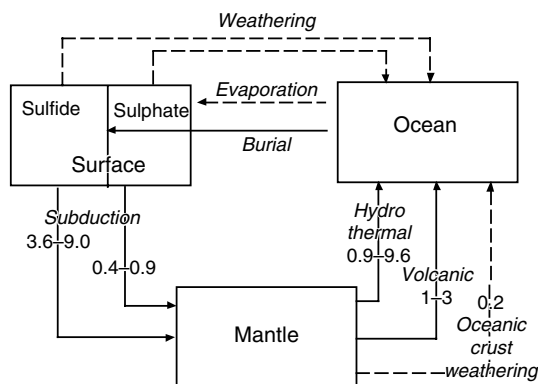 Weathering
Sulfide
Sulphate
Surface
Evaporation
Burial
Ocean
Subduction
3.6–9.0
0.4–0.9
Hydro
thermal
0.9–9.6
Volcanic
1–3
0.2
Oceanic
crust
weathering
Mantle